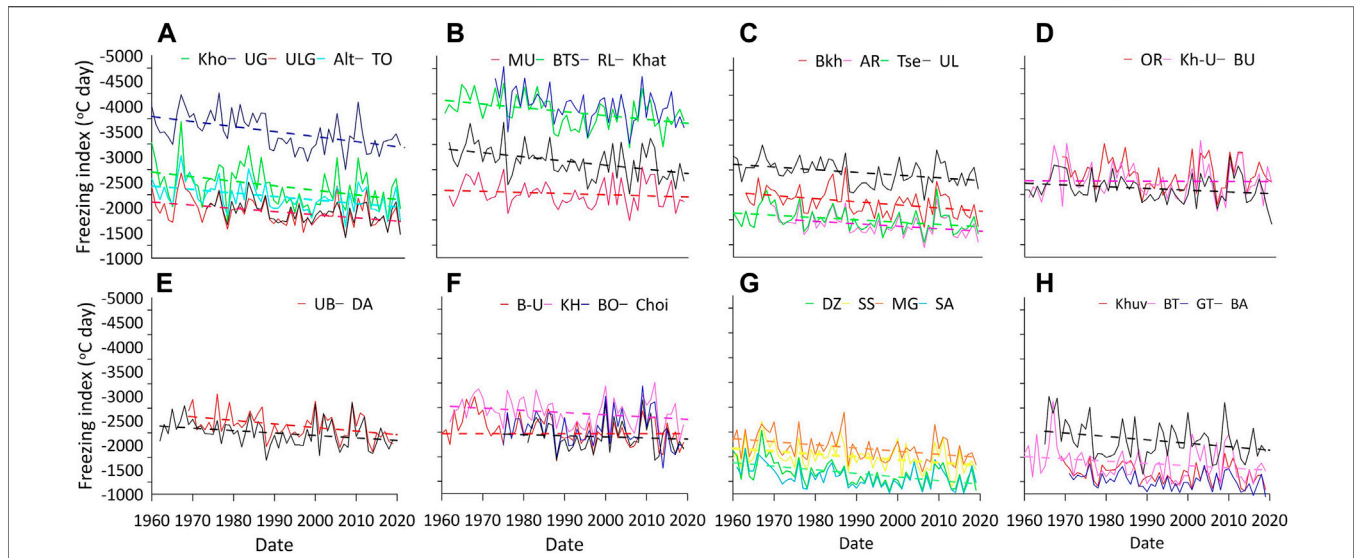 A B C D
Kho UG ULG Alt TO
MU BTS RL Khat
Bkh AR Tse UL
OR Kh-U BU
Freezing index (°C day)
-5000
-4500
-4000
-3500
-3000
-2500
-2000
-1500
-1000
E F G H
UB DA
B-U KH BO Choi
DZ SS MG SA
Khuv BT GT BA
Freezing index (°C day)
-5000
-4500
-4000
-3500
-3000
-2500
-2000
-1500
-1000
1960 1970 1980 1990 2000 2010 2020
1960 1970 1980 1990 2000 2010 2020
1960 1970 1980 1990 2000 2010 2020
1960 1970 1980 1990 2000 2010 2020
Date Date Date Date